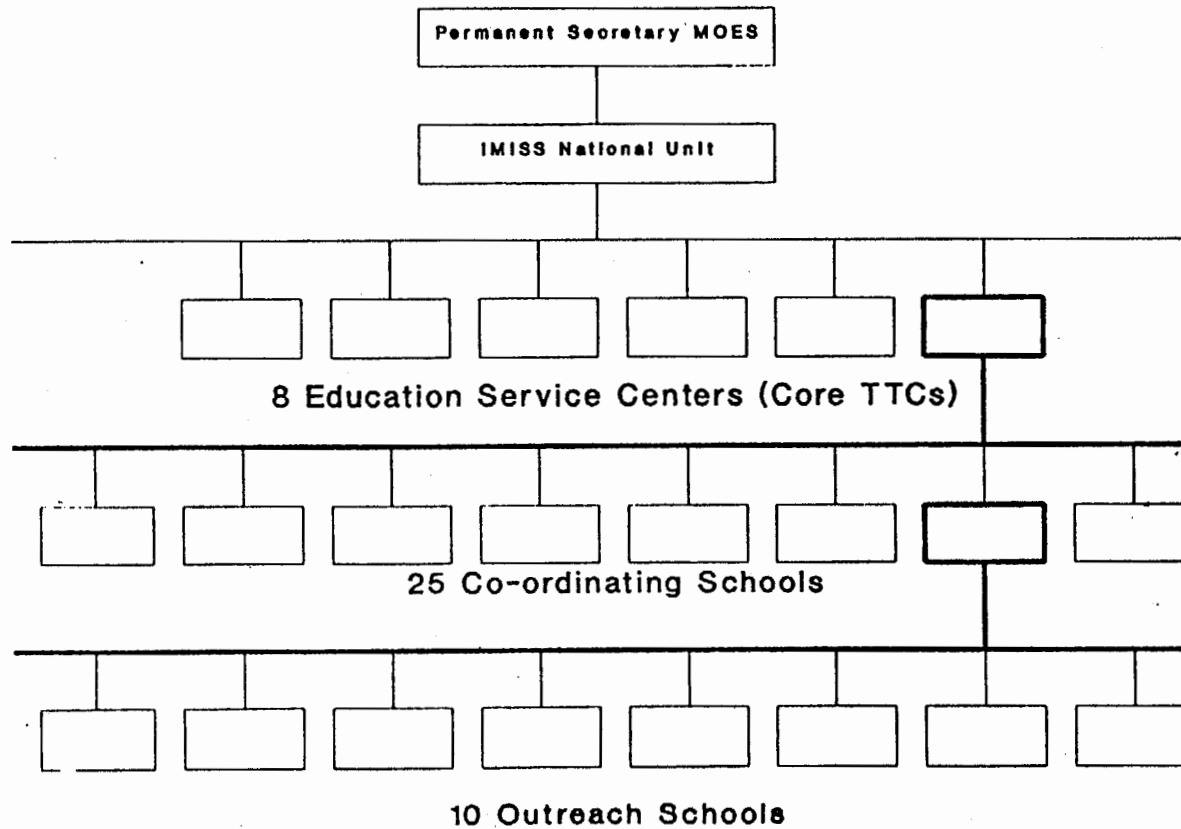 Permanent Secretary MOES
IMISS National Unit
8 Education Service Centers (Core TTCs)
25 Co-ordinating Schools
10 Outreach Schools